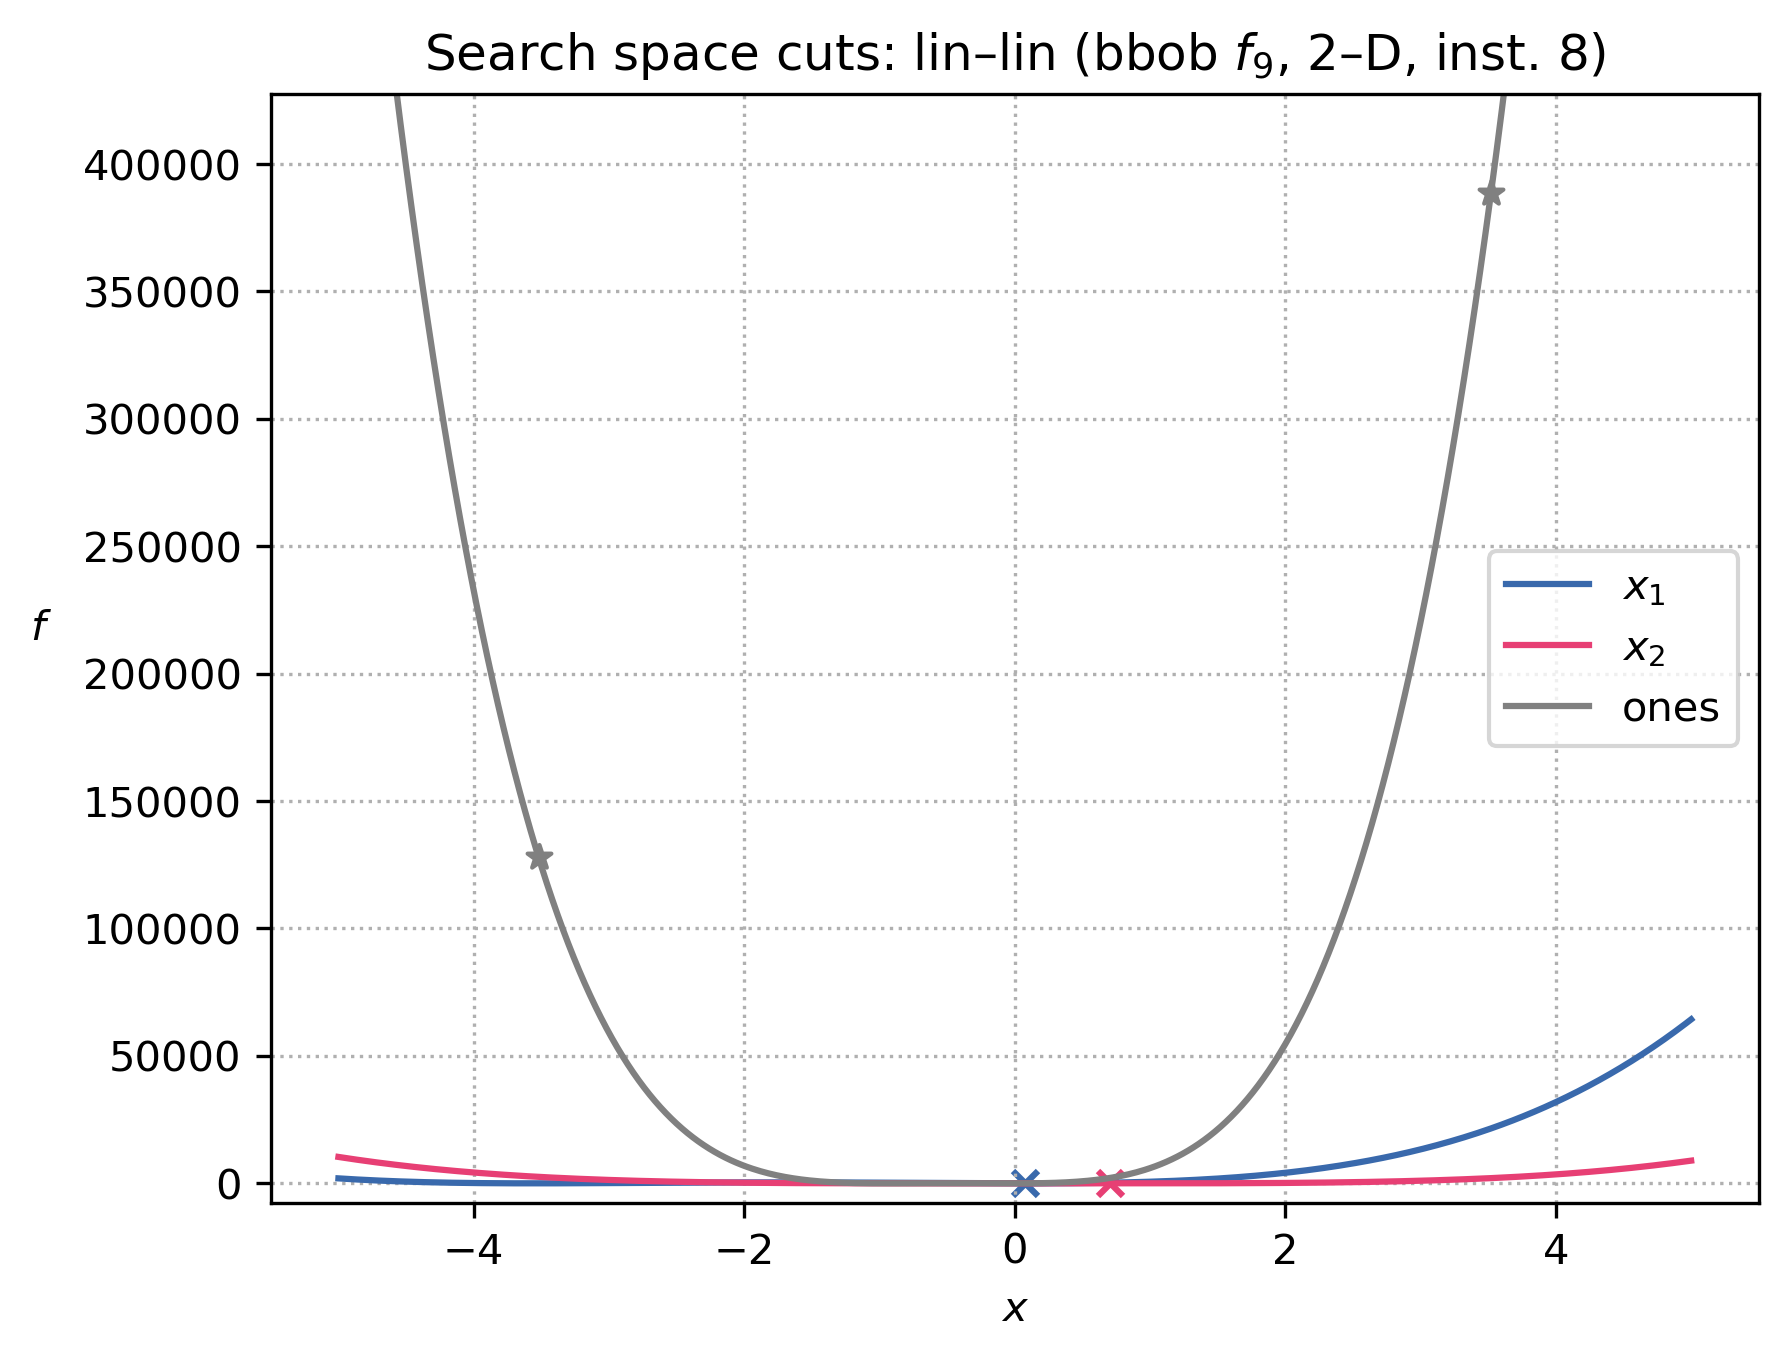 Search space cuts: lin–lin (bbob f₉, 2–D, inst. 8)
400000
350000
300000
250000
200000
150000
100000
50000
0
f
x₁
x₂
ones
−4 −2 0 2 4
x